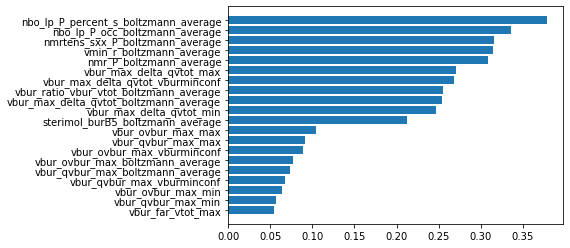 nbo_lp_P_percent_s_boltzmann_average
nbo_lp_P_occ_boltzmann_average
nmrtens_sxx_P_boltzmann_average
vmin_r_boltzmann_average
nmr_P_boltzmann_average
vbur_max_delta_qvtot_max
vbur_max_delta_qvtot_vburminconf
vbur_ratio_vbur_vtot_boltzmann_average
vbur_max_delta_qvtot_boltzmann_average
vbur_max_delta_qvtot_min
sterimol_burB5_boltzmann_average
vbur_ovbur_max_max
vbur_qvbur_max_max
vbur_ovbur_max_vburminconf
vbur_ovbur_max_boltzmann_average
vbur_qvbur_max_boltzmann_average
vbur_qvbur_max_vburminconf
vbur_ovbur_max_min
vbur_qvbur_max_min
vbur_far_vtot_max
0.00 0.05 0.10 0.15 0.20 0.25 0.30 0.35